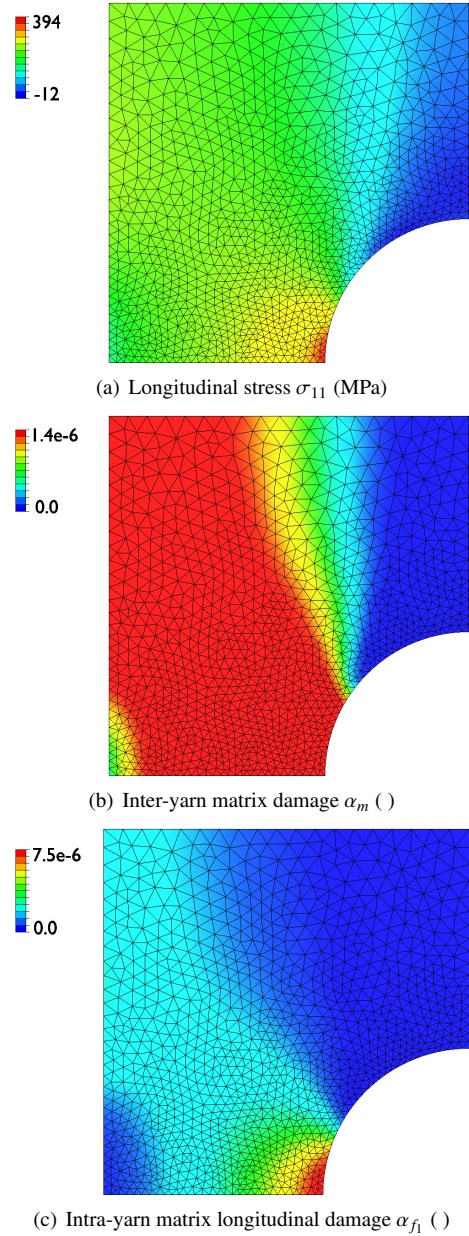 394
-12
(a) Longitudinal stress σ₁₁ (MPa)
1.4e-6
0.0
(b) Inter-yarn matrix damage αₘ ( )
7.5e-6
0.0
(c) Intra-yarn matrix longitudinal damage α_f₁ ( )